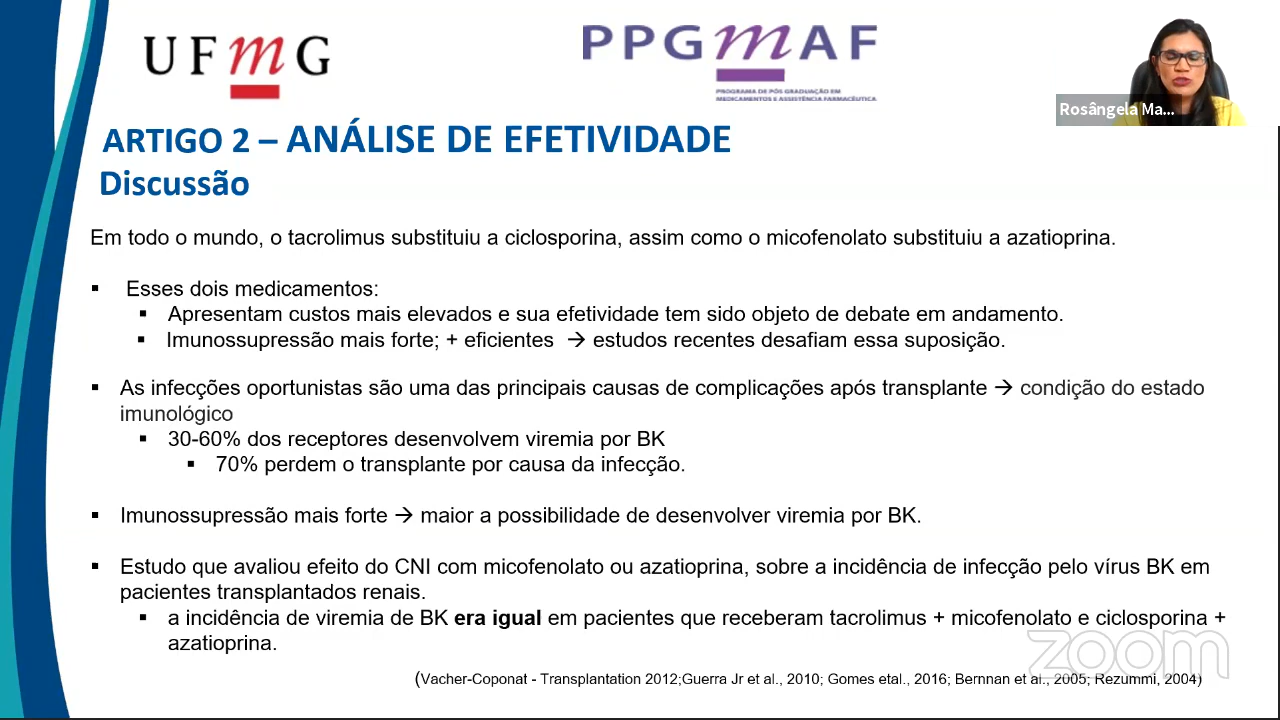 UFmG
PPGmAF
PROGRAMA DE PÓS GRADUAÇÃO EM
MEDICAMENTOS E ASSISTÊNCIA FARMACÊUTICA
Rosângela Ma...
ARTIGO 2 – ANÁLISE DE EFETIVIDADE
Discussão
Em todo o mundo, o tacrolimus substituiu a ciclosporina, assim como o micofenolato substituiu a azatioprina.
▪ Esses dois medicamentos:
▪ Apresentam custos mais elevados e sua efetividade tem sido objeto de debate em andamento.
▪ Imunossupressão mais forte; + eficientes → estudos recentes desafiam essa suposição.
▪ As infecções oportunistas são uma das principais causas de complicações após transplante → condição do estado
imunológico
▪ 30-60% dos receptores desenvolvem viremia por BK
▪ 70% perdem o transplante por causa da infecção.
▪ Imunossupressão mais forte → maior a possibilidade de desenvolver viremia por BK.
▪ Estudo que avaliou efeito do CNI com micofenolato ou azatioprina, sobre a incidência de infecção pelo vírus BK em
pacientes transplantados renais.
▪ a incidência de viremia de BK era igual em pacientes que receberam tacrolimus + micofenolato e ciclosporina +
azatioprina.
zoom
(Vacher-Coponat - Transplantation 2012;Guerra Jr et al., 2010; Gomes etal., 2016; Bernnan et al., 2005; Rezummi, 2004)